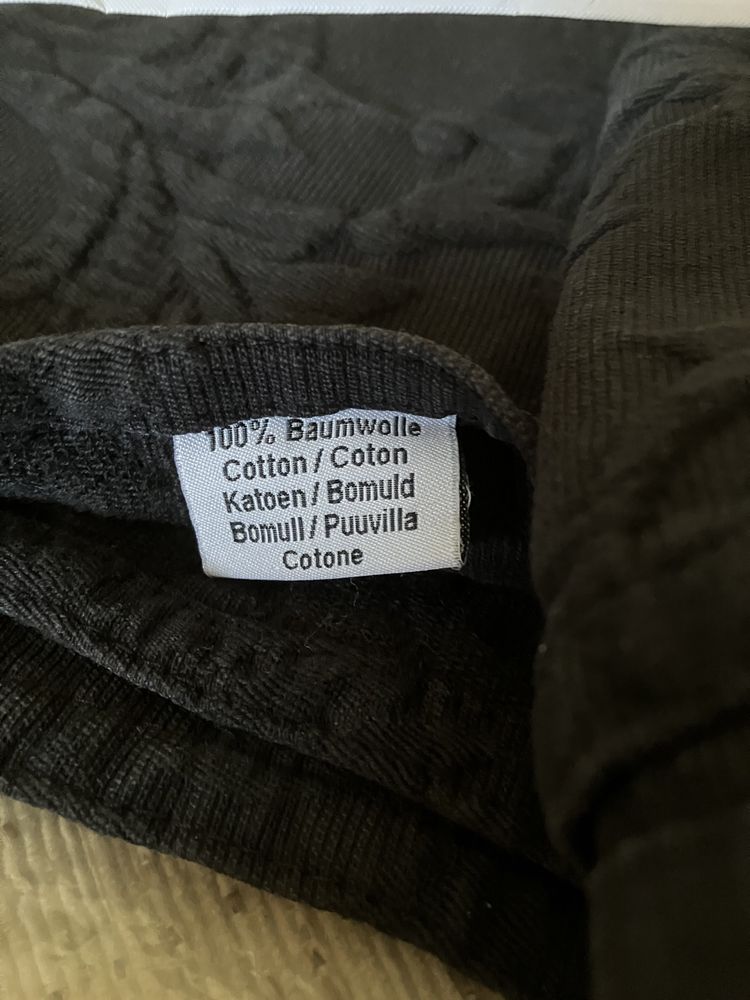 100% Baumwolle
Cotton / Coton
Katoen / Bomuld
Bomull / Puuvilla
Cotone